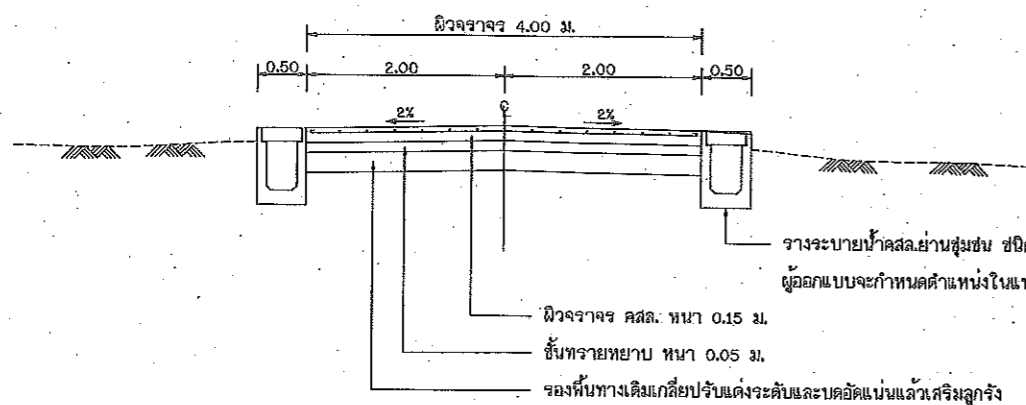 ผิวจราจร 4.00 ม.
0.50 2.00 2.00 0.50
2% 2%
รางระบายน้ำคสล.ย่านชุมชน
ผู้ออกแบบจะกำหนดตำแหน่งใน
ผิวจราจร คสล. หนา 0.15 ม.
ชั้นทรายหยาบ หนา 0.05 ม.
รองพื้นทางเดิมเกลี่ยปรับแต่งระดับและบดอัดแน่นแล้วเสริมลูกรัง